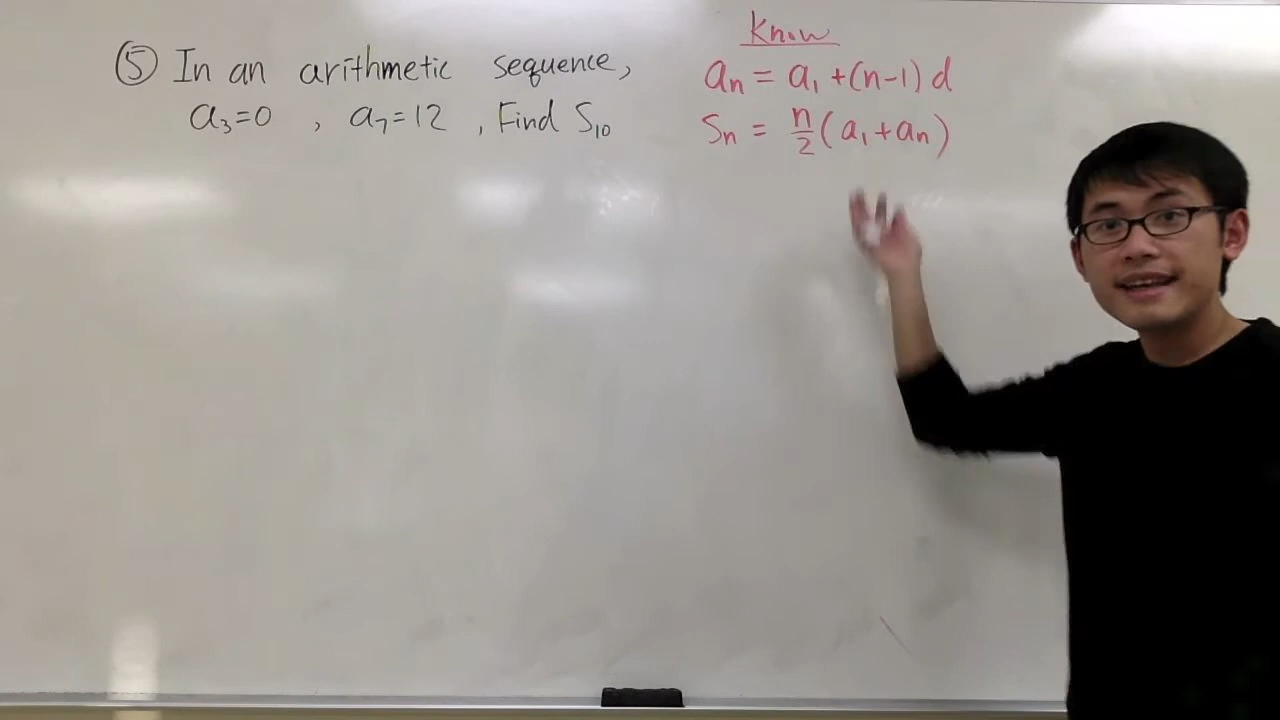 ⑤ In an arithmetic sequence,
a₃=0 , a₇=12 , Find S₁₀
Know
aₙ = a₁ +(n-1) d
Sₙ = n/2 (a₁+aₙ)